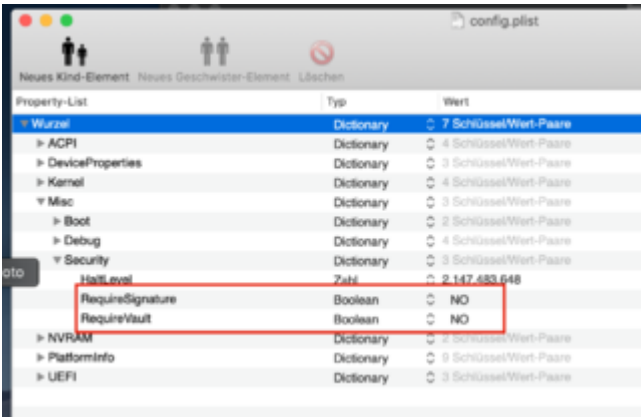 config.plist
Neues Kind-Element Neues Geschwister-Element Löschen
Property-List Typ Wert
Wurzel Dictionary 7 Schlüssel/Wert-Paare
ACPI Dictionary 4 Schlüssel/Wert-Paare
DeviceProperties Dictionary 3 Schlüssel/Wert-Paare
Kernel Dictionary 4 Schlüssel/Wert-Paare
Misc Dictionary 3 Schlüssel/Wert-Paare
Boot Dictionary 2 Schlüssel/Wert-Paare
Debug Dictionary 4 Schlüssel/Wert-Paare
Security Dictionary 3 Schlüssel/Wert-Paare
oto
HaltLevel Zahl 2.147.483.648
RequireSignature Boolean NO
RequireVault Boolean NO
NVRAM Dictionary 2 Schlüssel/Wert-Paare
PlatformInfo Dictionary 9 Schlüssel/Wert-Paare
UEFI Dictionary 3 Schlüssel/Wert-Paare